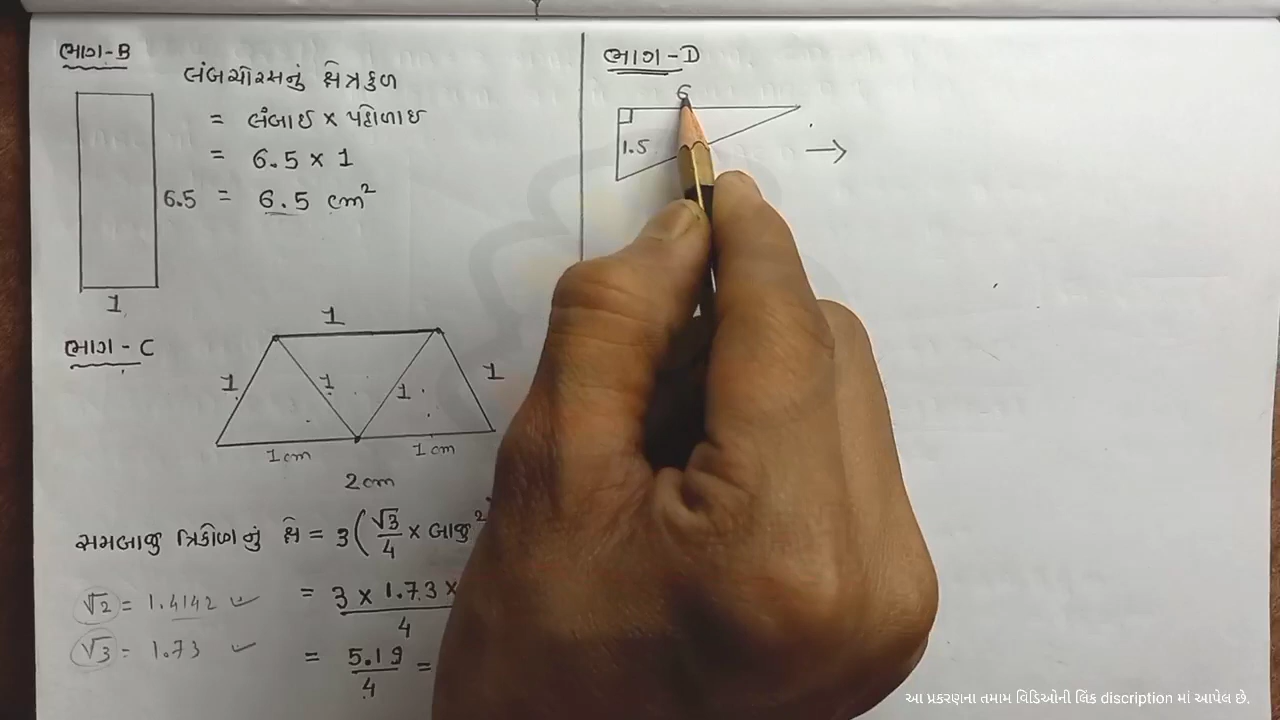 ભાગ-B
લંબચોરસનું ક્ષેત્રફળ
= લંબાઈ × પહોળાઈ
= 6.5 × 1
6.5 = 6.5 cm²
1
ભાગ - C
1
1 1 1 1
1cm 1cm
2cm
સમબાજુ ત્રિકોણનું ક્ષે = 3(√3/4 × બાજુ²
= 3 × 1.73 × / 4
√2 = 1.4142 ✓
√3 = 1.73 ✓
= 5.19/4 =
ભાગ -D
6
1.5 →
આ પ્રકરણના તમામ વિડિઓની લિંક discription માં આપેલ છે.